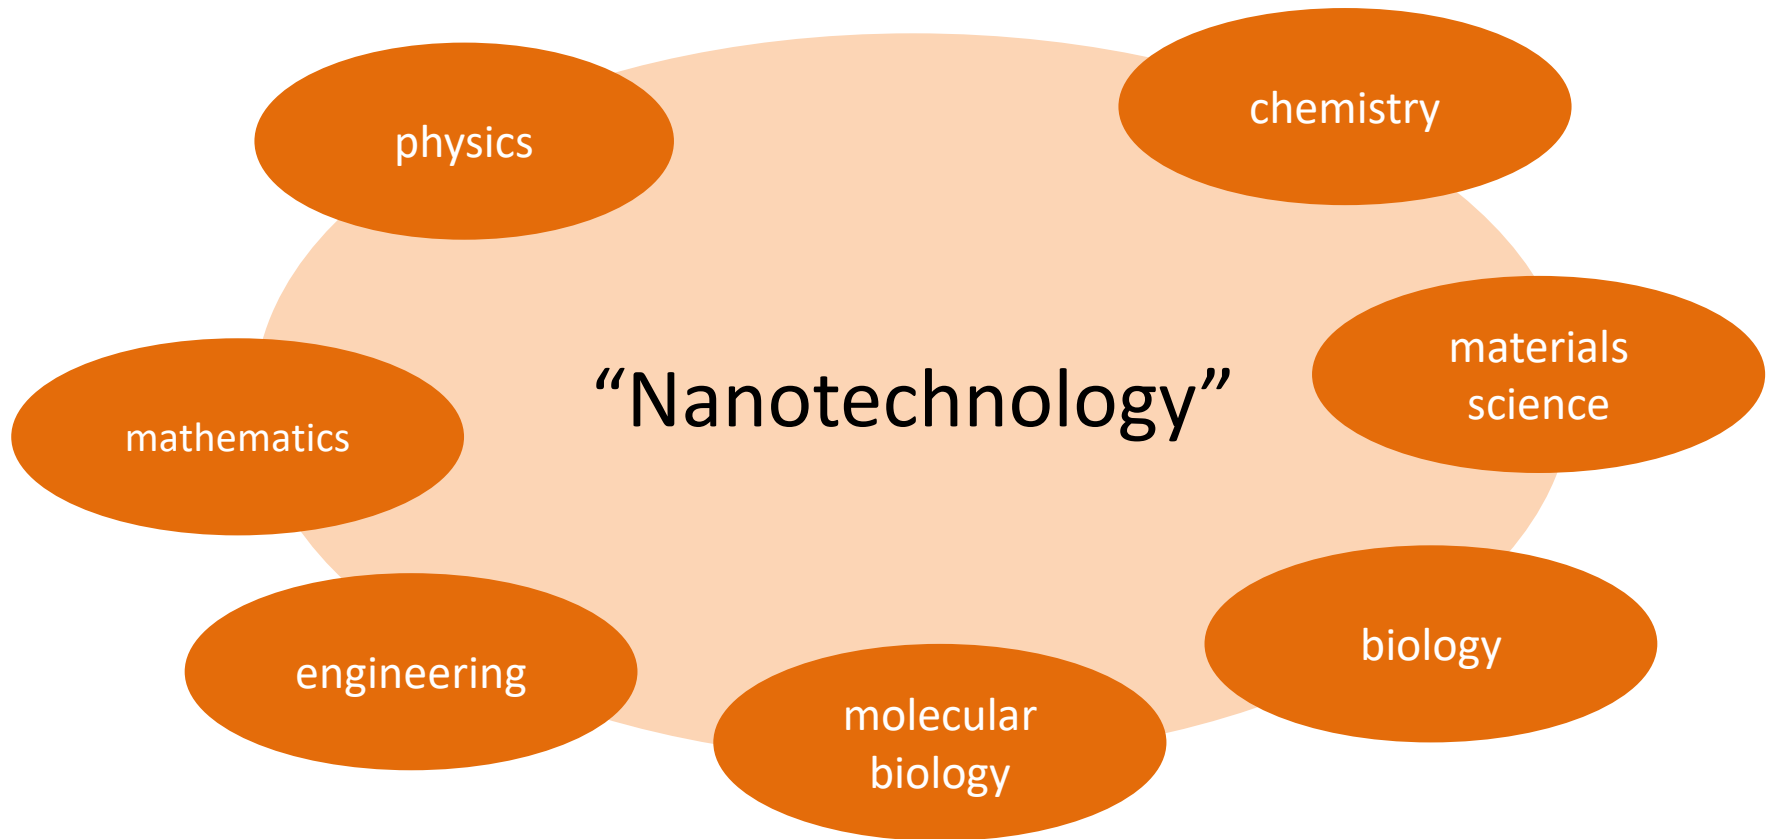 chemistry
physics
materials
science
“Nanotechnology”
mathematics
biology
engineering
molecular
biology